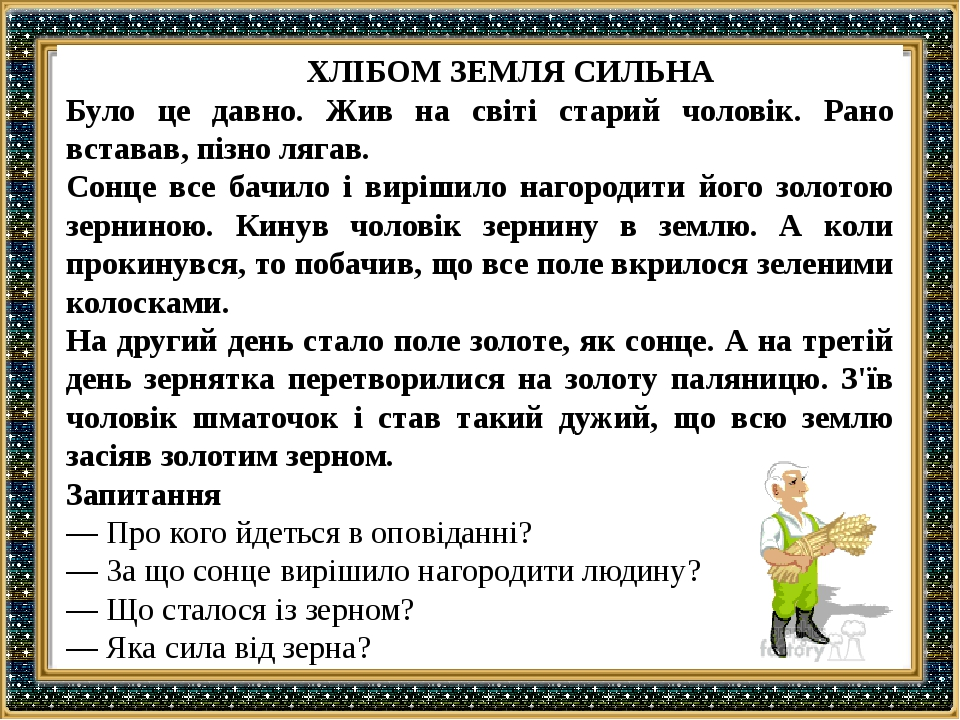 ХЛІБОМ ЗЕМЛЯ СИЛЬНА
Було це давно. Жив на світі старий чоловік. Рано
вставав, пізно лягав.
Сонце все бачило і вирішило нагородити його золотою
зерниною. Кинув чоловік зернину в землю. А коли
прокинувся, то побачив, що все поле вкрилося зеленими
колосками.
На другий день стало поле золоте, як сонце. А на третій
день зернятка перетворилися на золоту паляницю. З'їв
чоловік шматочок і став такий дужий, що всю землю
засіяв золотим зерном.
Запитання
— Про кого йдеться в оповіданні?
— За що сонце вирішило нагородити людину?
— Що сталося із зерном?
— Яка сила від зерна?
factory